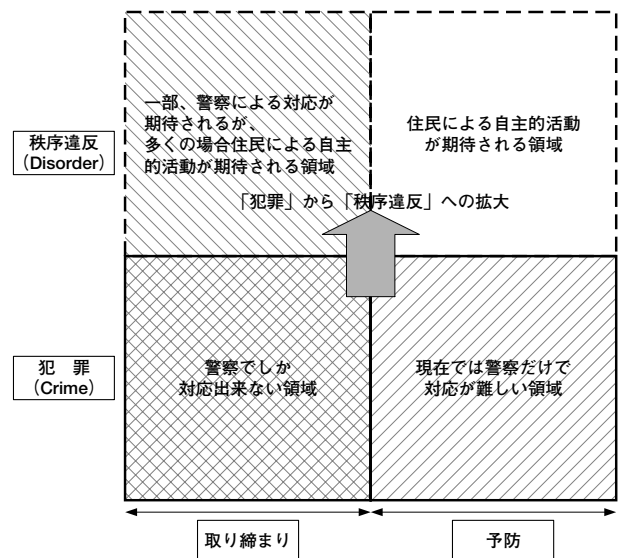 一部、警察による対応が
期待されるが、
多くの場合住民による自主
的活動が期待される領域
住民による自主的活動
が期待される領域
秩序違反
（Disorder）
「犯罪」から「秩序違反」への拡大
犯　罪
（Crime）
警察でしか
対応出来ない領域
現在では警察だけで
対応が難しい領域
取り締まり
予防